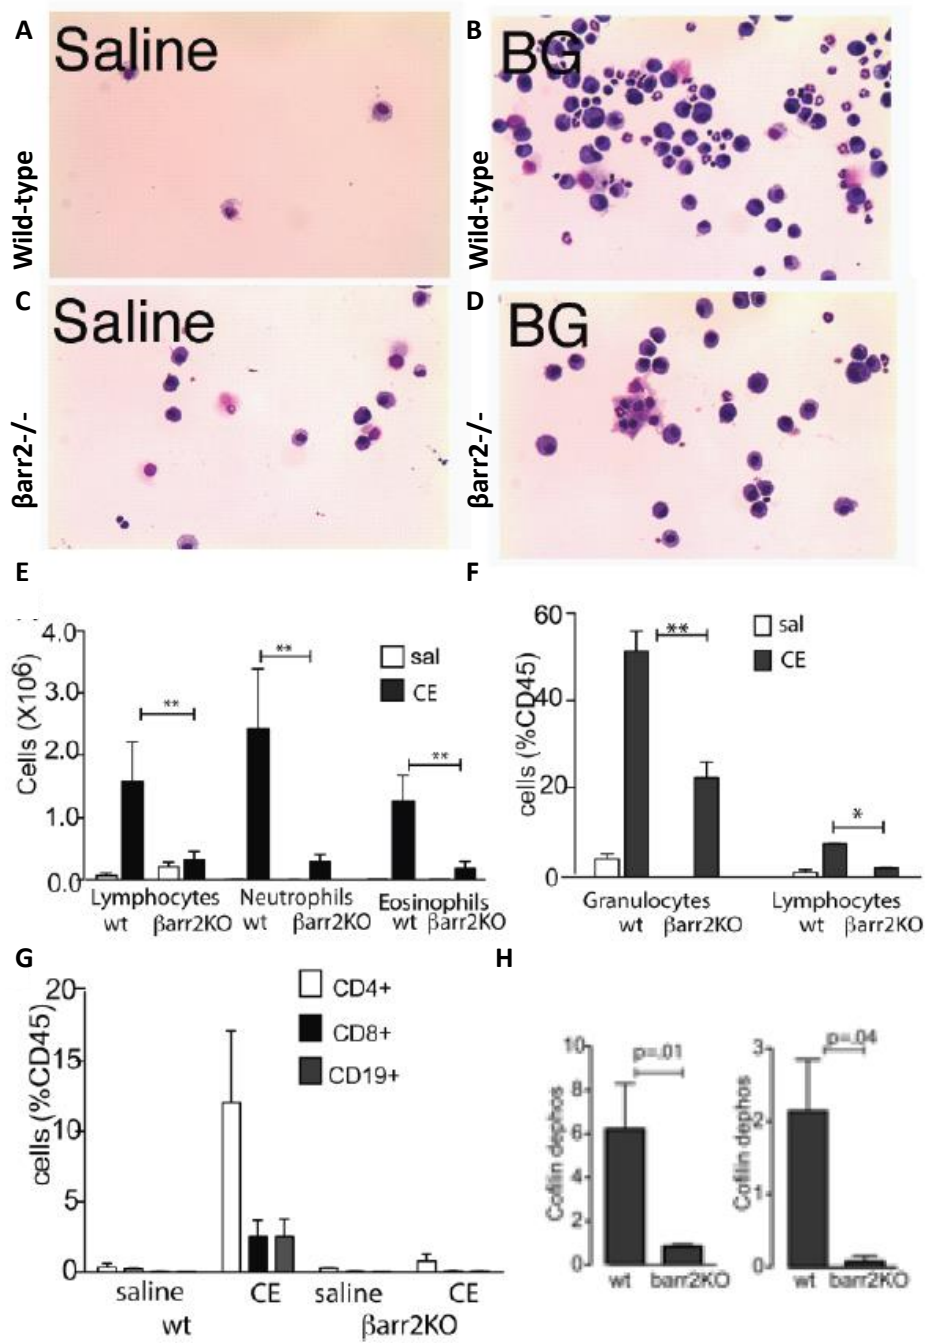 A
B
Saline
BG
Wild-type
Wild-type
C
D
Saline
BG
βarr2-/-
βarr2-/-
E
F
Cells (X10⁶)
4.0
3.0
2.0
1.0
0.0
sal
CE
**
**
**
Lymphocytes Neutrophils Eosinophils
wt βarr2KO wt βarr2KO wt βarr2KO
cells (%CD45)
60
40
20
0
sal
CE
**
*
Granulocytes Lymphocytes
wt βarr2KO wt βarr2KO
G
H
cells (%CD45)
20
15
10
5
0
CD4+
CD8+
CD19+
saline CE saline CE
wt βarr2KO
Cofilin dephos
10
8
6
4
2
0
p=.01
wt barr2KO
Cofilin dephos
3
2
1
0
p=.04
wt barr2KO